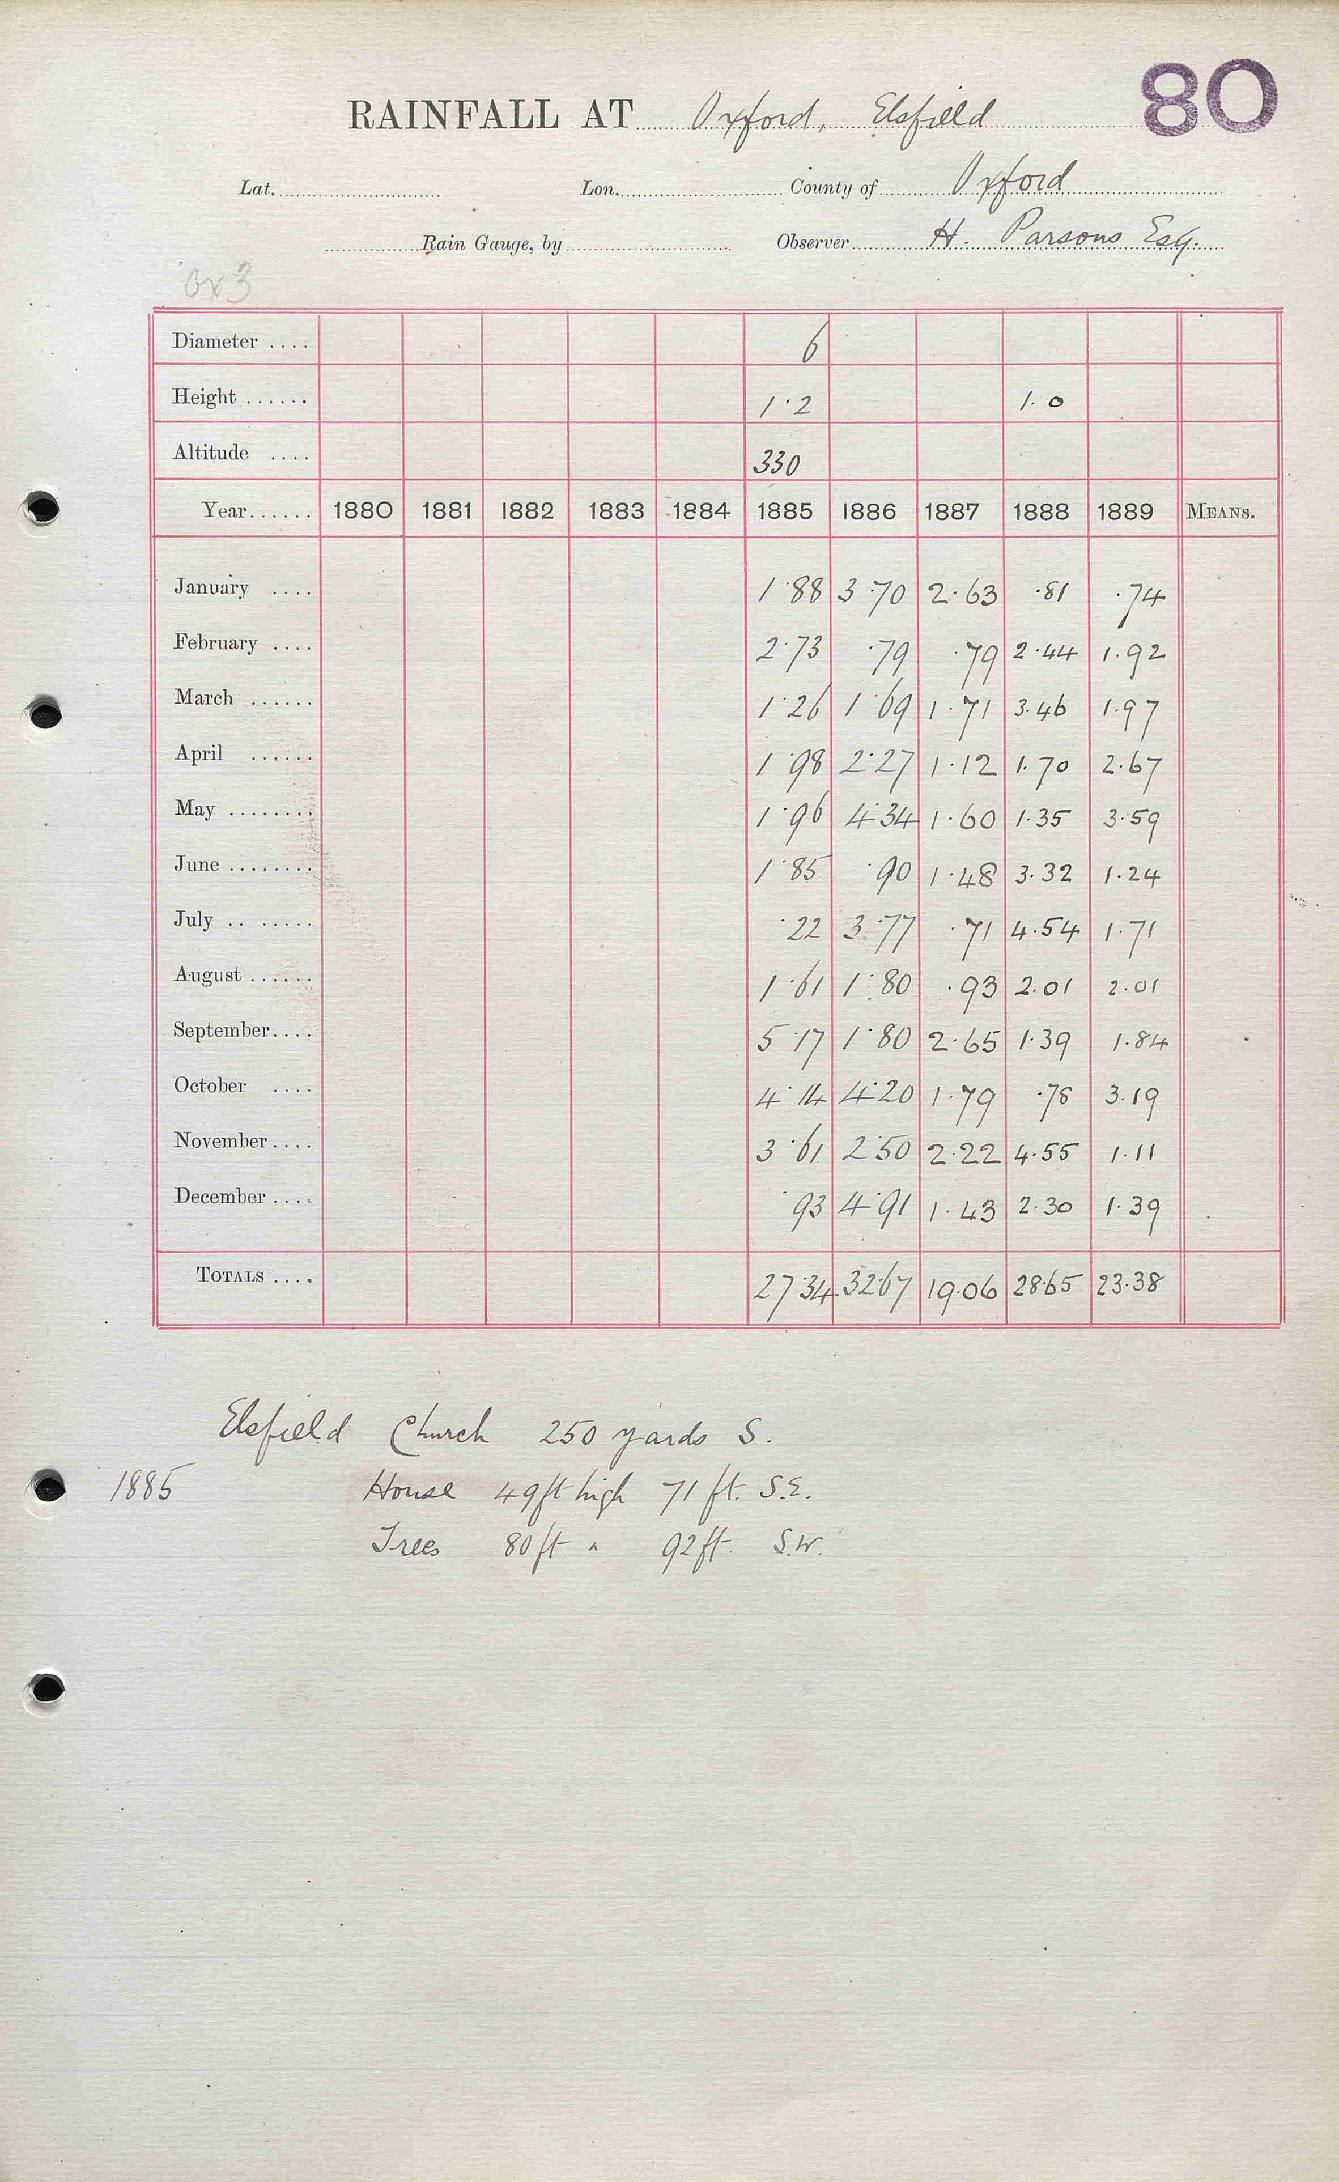 80
RAINFALL AT Oxford, Elsfield
Lat. Lon. County of Oxford
Rain Gauge, by Observer H. Parsons Esq.
Ox3
Diameter .... 6
Height ...... 1·2 1·0
Altitude .... 330
Year...... 1880 1881 1882 1883 1884 1885 1886 1887 1888 1889 MEANS.
January .... 1·88 3·70 2·63 ·81 ·74
February .... 2·73 ·79 ·79 2·44 1·92
March ...... 1·26 1·69 1·71 3·46 1·97
April ...... 1·98 2·27 1·12 1·70 2·67
May ........ 1·96 4·34 1·60 1·35 3·59
June ........ 1·85 ·90 1·48 3·32 1·24
July .. ...... ·22 3·77 ·71 4·54 1·71
August ...... 1·61 1·80 ·93 2·01 2·01
September.... 5·17 1·80 2·65 1·39 1·84
October .... 4·14 4·20 1·79 ·78 3·19
November.... 3·61 2·50 2·22 4·55 1·11
December .... ·93 4·91 1·43 2·30 1·39
TOTALS .... 27·34 32·67 19·06 28·65 23·38
Elsfield Church 250 yards S.
1885 House 49ft high 71 ft. S.E.
Trees 80ft " 92ft. S.W.